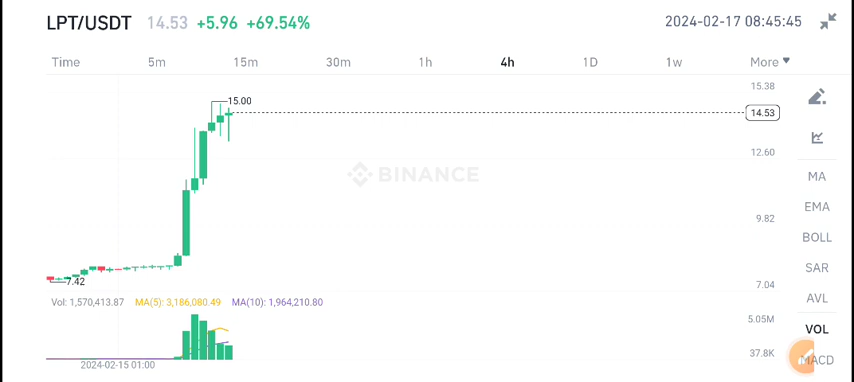 LPT/USDT 14.53 +5.96 +69.54% 2024-02-17 08:45:45
Time 5m 15m 30m 1h 4h 1D 1w More
15.38
15.00
14.53
12.60
BINANCE
MA
EMA
9.82
BOLL
SAR
7.42
7.04
AVL
Vol: 1,570,413.87 MA(5): 3,186,080.49 MA(10): 1,964,210.80
5.05M
VOL
37.8K
MACD
2024-02-15 01:00